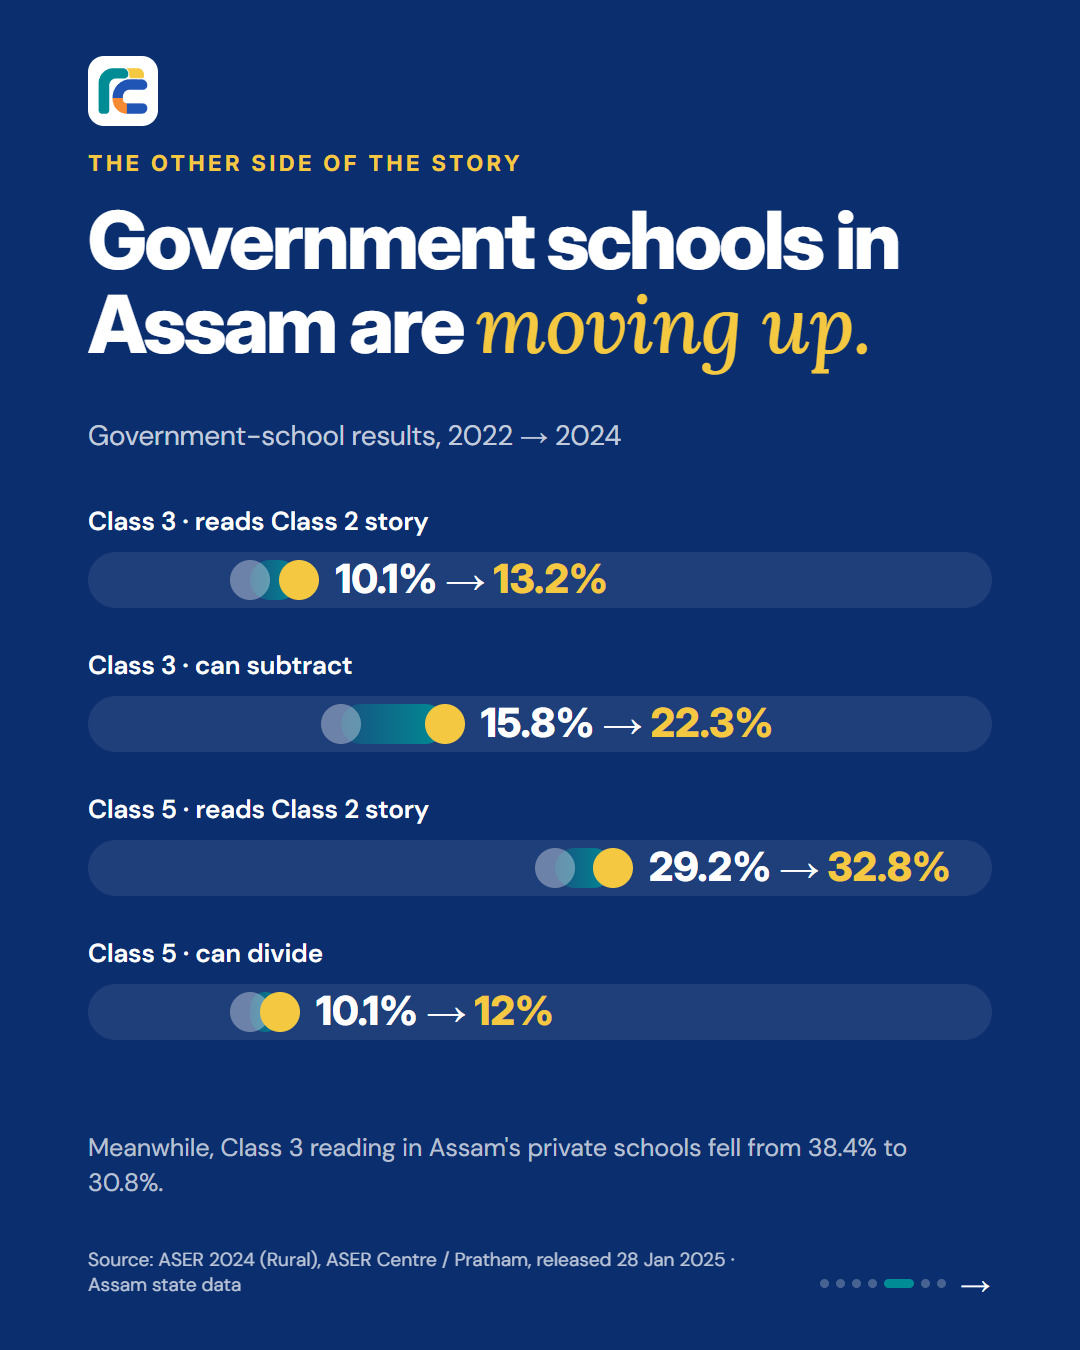 THE OTHER SIDE OF THE STORY
Government schools in
Assam are moving up.
Government-school results, 2022 → 2024
Class 3 · reads Class 2 story
10.1% → 13.2%
Class 3 · can subtract
15.8% → 22.3%
Class 5 · reads Class 2 story
29.2% → 32.8%
Class 5 · can divide
10.1% → 12%
Meanwhile, Class 3 reading in Assam's private schools fell from 38.4% to
30.8%.
Source: ASER 2024 (Rural), ASER Centre / Pratham, released 28 Jan 2025 ·
Assam state data
→